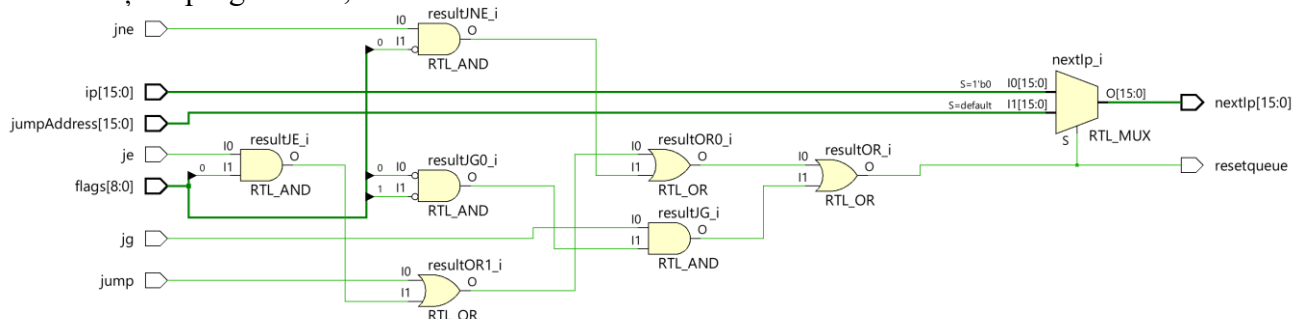 resultJNE_i
jne
I0
I1
0
O
RTL_AND
nextIp_i
ip[15:0]
S=1'b0
I0[15:0]
O[15:0]
nextIp[15:0]
jumpAddress[15:0]
S=default
I1[15:0]
S
RTL_MUX
resultJE_i
je
I0
I1
0
O
RTL_AND
flags[8:0]
resultJG0_i
0
I0
1
I1
O
RTL_AND
resultOR0_i
I0
I1
O
RTL_OR
resultOR_i
I0
I1
O
RTL_OR
resetqueue
resultJG_i
jg
I0
I1
O
RTL_AND
resultOR1_i
jump
I0
I1
O
RTL_OR